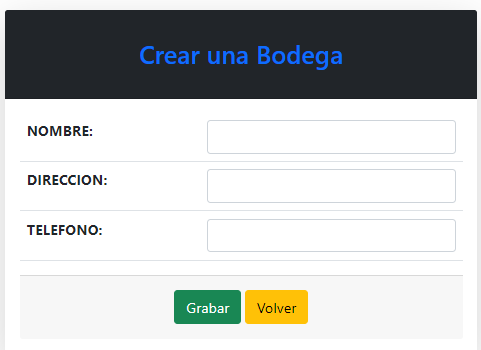 Crear una Bodega
NOMBRE:
DIRECCION:
TELEFONO:
Grabar Volver